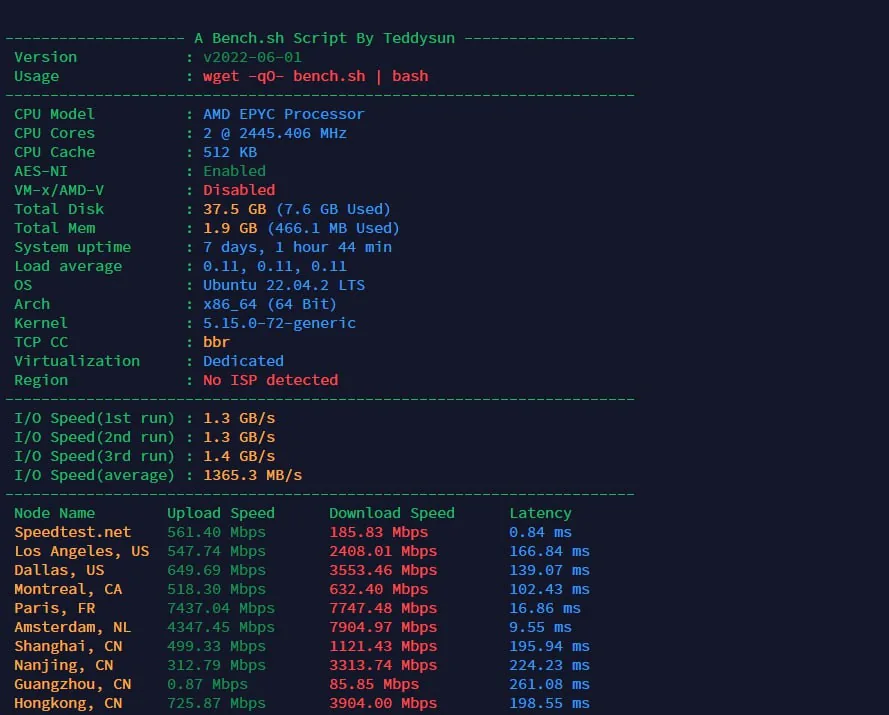 -------------------- A Bench.sh Script By Teddysun -------------------
Version : v2022-06-01
Usage : wget -qO- bench.sh | bash
----------------------------------------------------------------------
CPU Model : AMD EPYC Processor
CPU Cores : 2 @ 2445.406 MHz
CPU Cache : 512 KB
AES-NI : Enabled
VM-x/AMD-V : Disabled
Total Disk : 37.5 GB (7.6 GB Used)
Total Mem : 1.9 GB (466.1 MB Used)
System uptime : 7 days, 1 hour 44 min
Load average : 0.11, 0.11, 0.11
OS : Ubuntu 22.04.2 LTS
Arch : x86_64 (64 Bit)
Kernel : 5.15.0-72-generic
TCP CC : bbr
Virtualization : Dedicated
Region : No ISP detected
----------------------------------------------------------------------
I/O Speed(1st run) : 1.3 GB/s
I/O Speed(2nd run) : 1.3 GB/s
I/O Speed(3rd run) : 1.4 GB/s
I/O Speed(average) : 1365.3 MB/s
----------------------------------------------------------------------
Node Name Upload Speed Download Speed Latency
Speedtest.net 561.40 Mbps 185.83 Mbps 0.84 ms
Los Angeles, US 547.74 Mbps 2408.01 Mbps 166.84 ms
Dallas, US 649.69 Mbps 3553.46 Mbps 139.07 ms
Montreal, CA 518.30 Mbps 632.40 Mbps 102.43 ms
Paris, FR 7437.04 Mbps 7747.48 Mbps 16.86 ms
Amsterdam, NL 4347.45 Mbps 7904.97 Mbps 9.55 ms
Shanghai, CN 499.33 Mbps 1121.43 Mbps 195.94 ms
Nanjing, CN 312.79 Mbps 3313.74 Mbps 224.23 ms
Guangzhou, CN 0.87 Mbps 85.85 Mbps 261.08 ms
Hongkong, CN 725.87 Mbps 3904.00 Mbps 198.55 ms